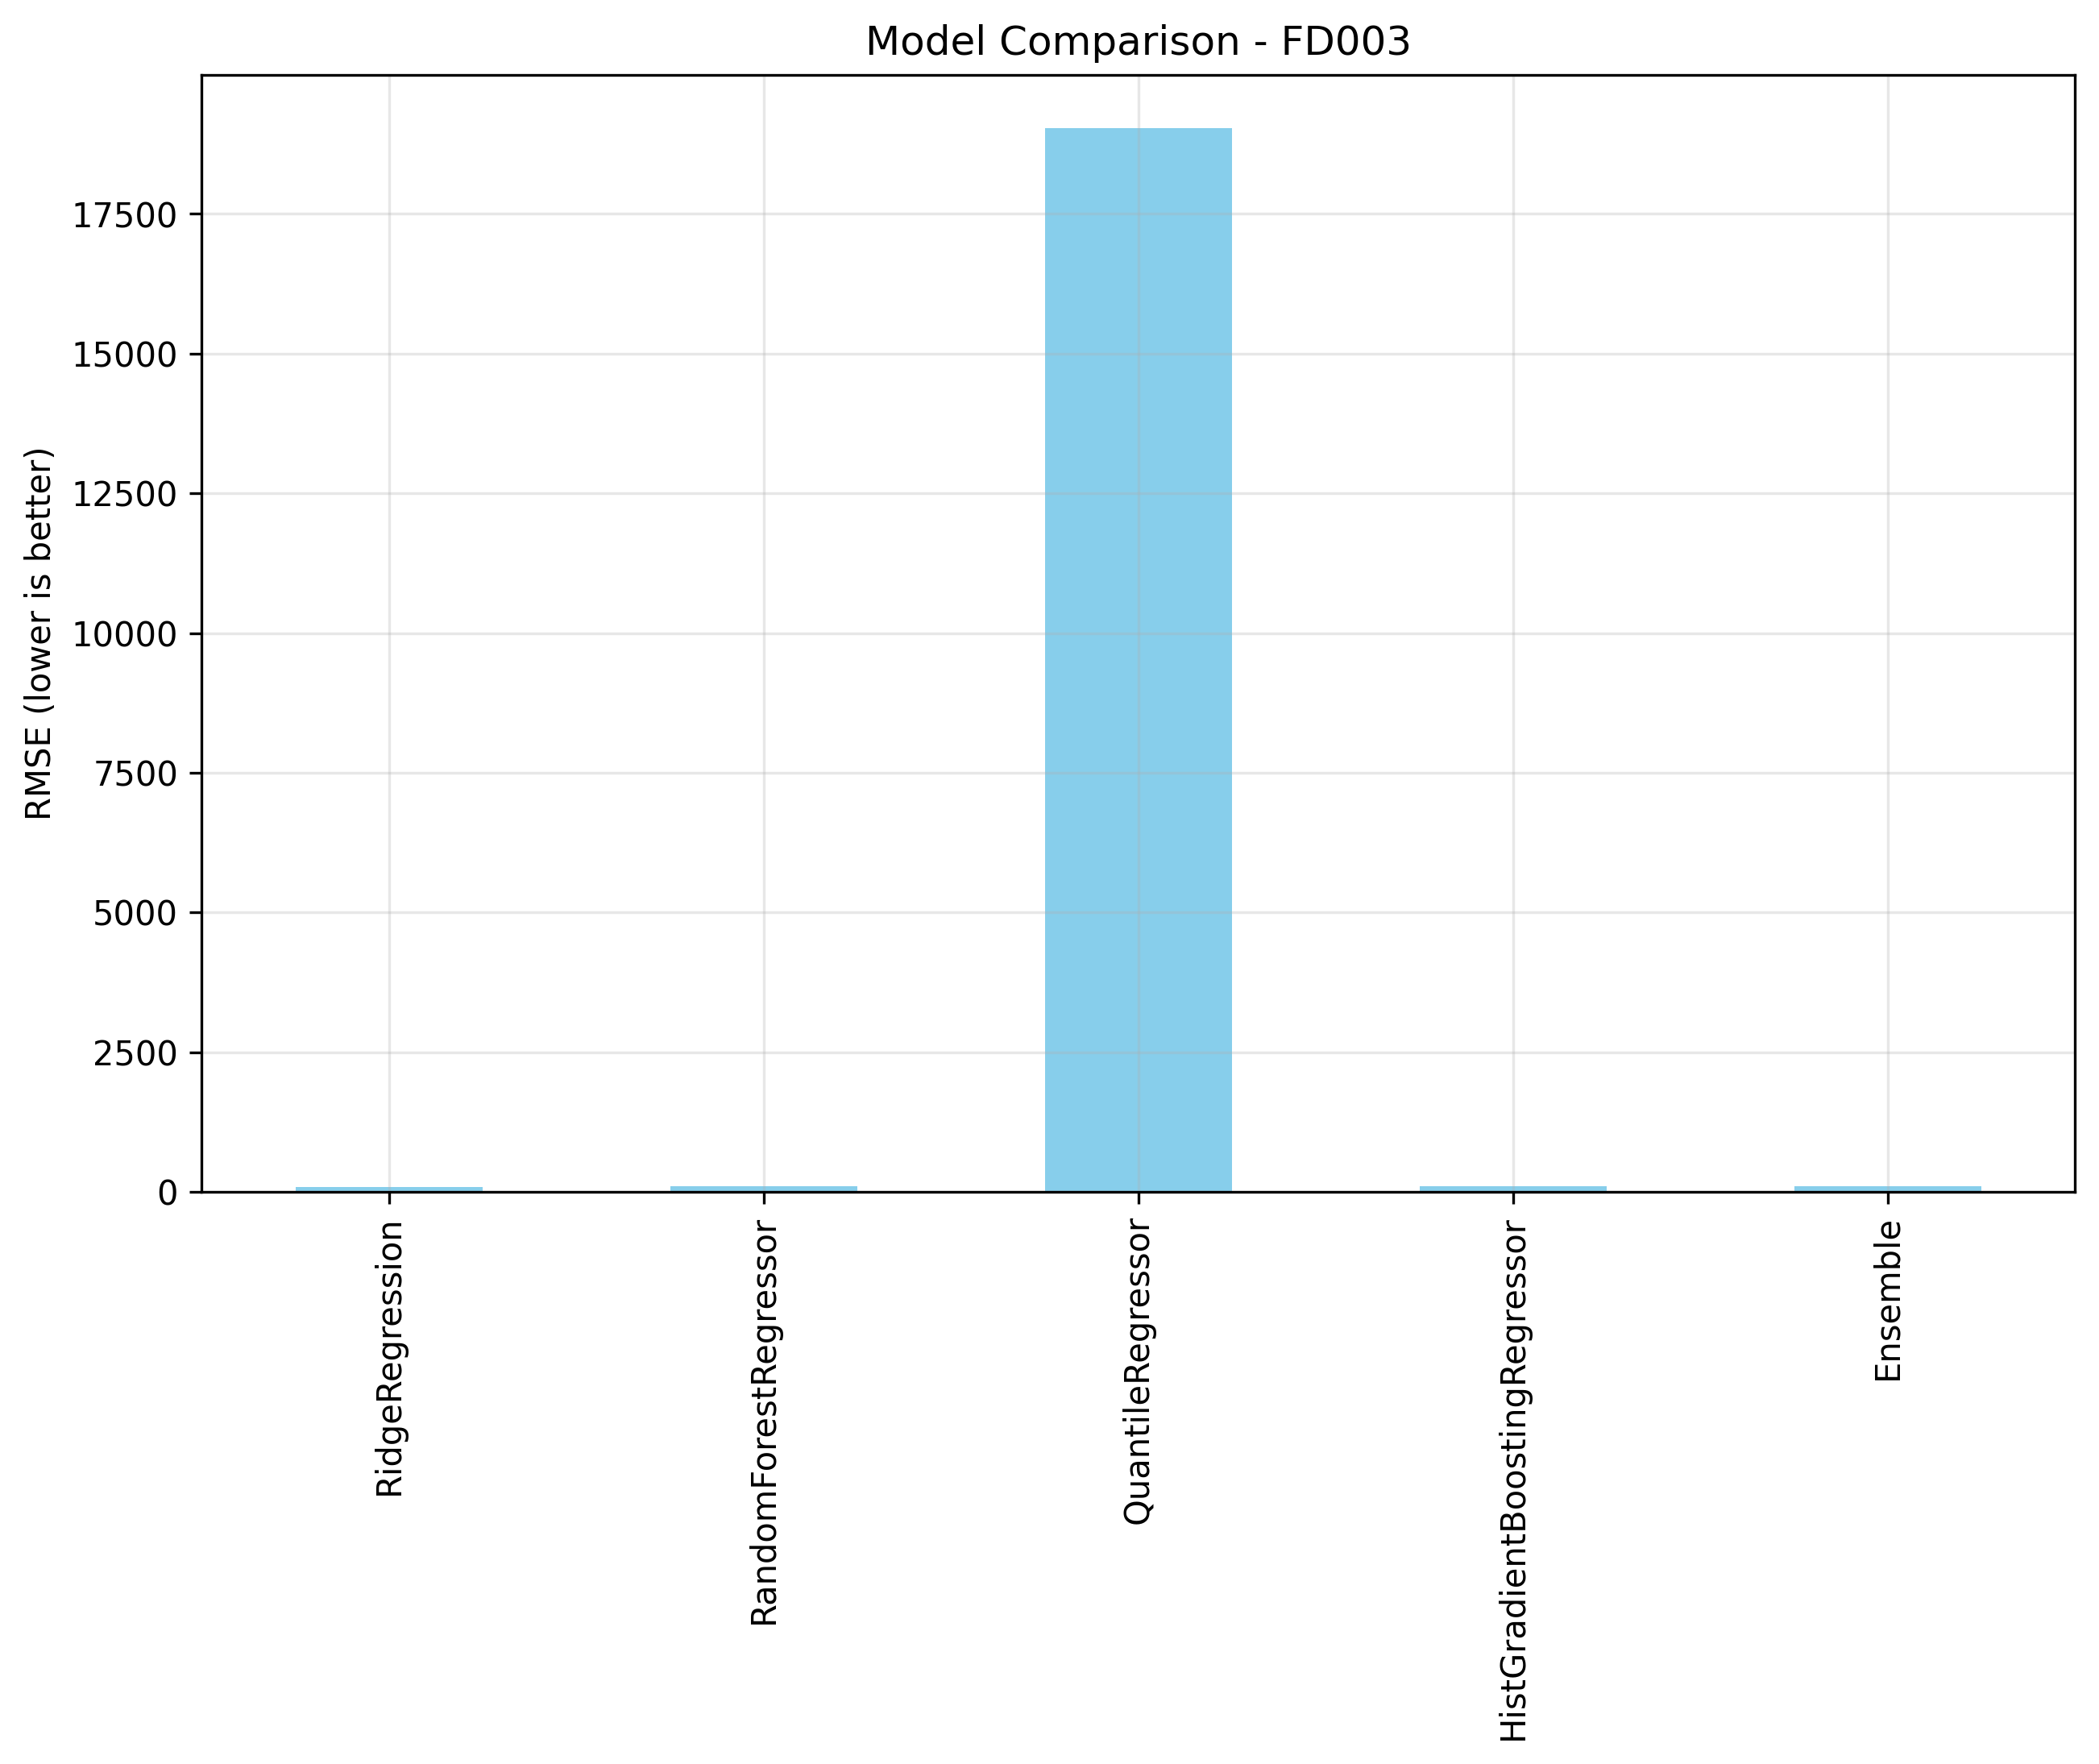 Model Comparison - FD003
RMSE (lower is better)
17500
15000
12500
10000
7500
5000
2500
0
RidgeRegression
RandomForestRegressor
QuantileRegressor
HistGradientBoostingRegressor
Ensemble